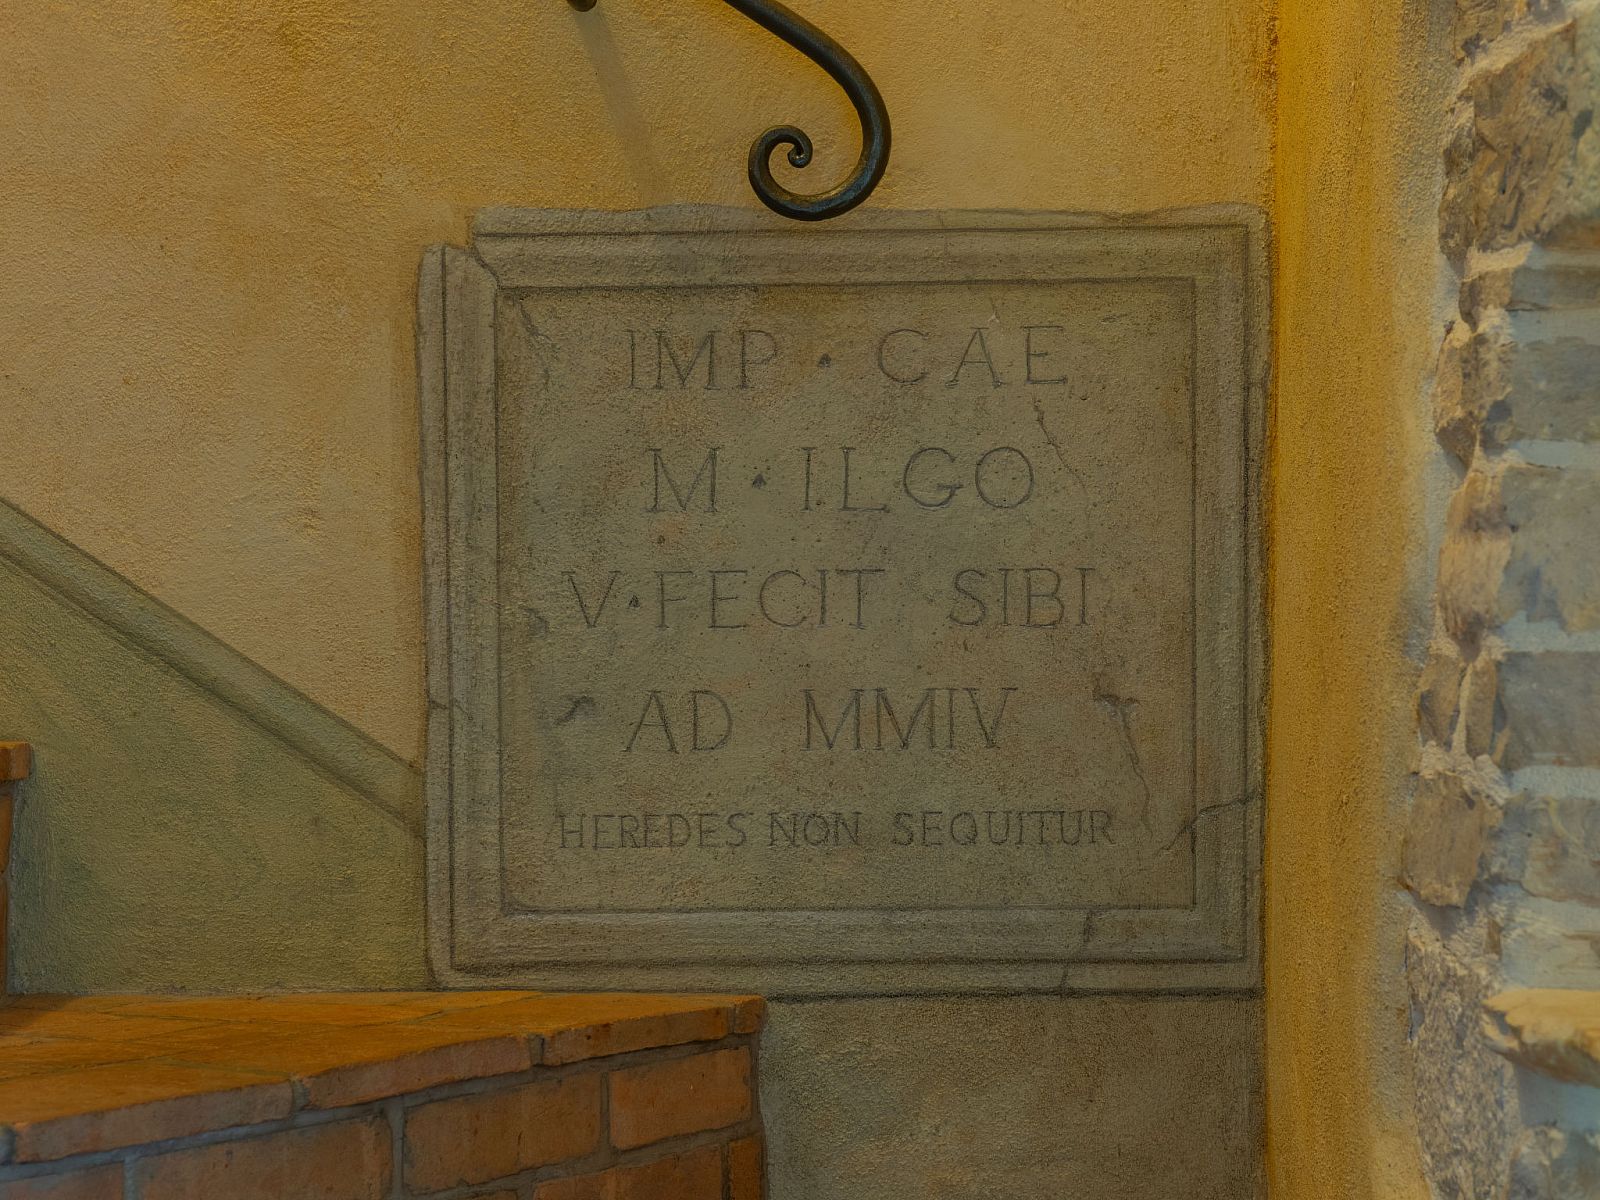 IMP · CAE
M · ILGO
V · FECIT SIBI
AD MMIV
HEREDES NON SEQUITUR